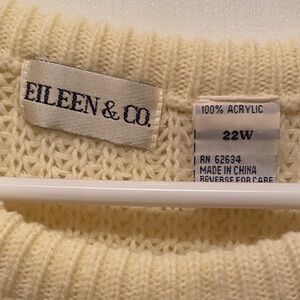 EILEEN & CO.
100% ACRYLIC
22W
RN 62634
MADE IN CHINA
REVERSE FOR CARE